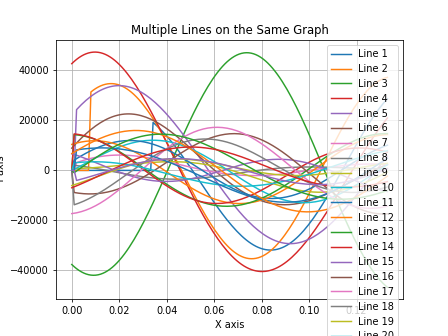 Multiple Lines on the Same Graph
40000
20000
0
−20000
−40000
0.00
0.02
0.04
0.06
0.08
0.10
X axis
Line 1
Line 2
Line 3
Line 4
Line 5
Line 6
Line 7
Line 8
Line 9
Line 10
Line 11
Line 12
Line 13
Line 14
Line 15
Line 16
Line 17
Line 18
Line 19
Line 20